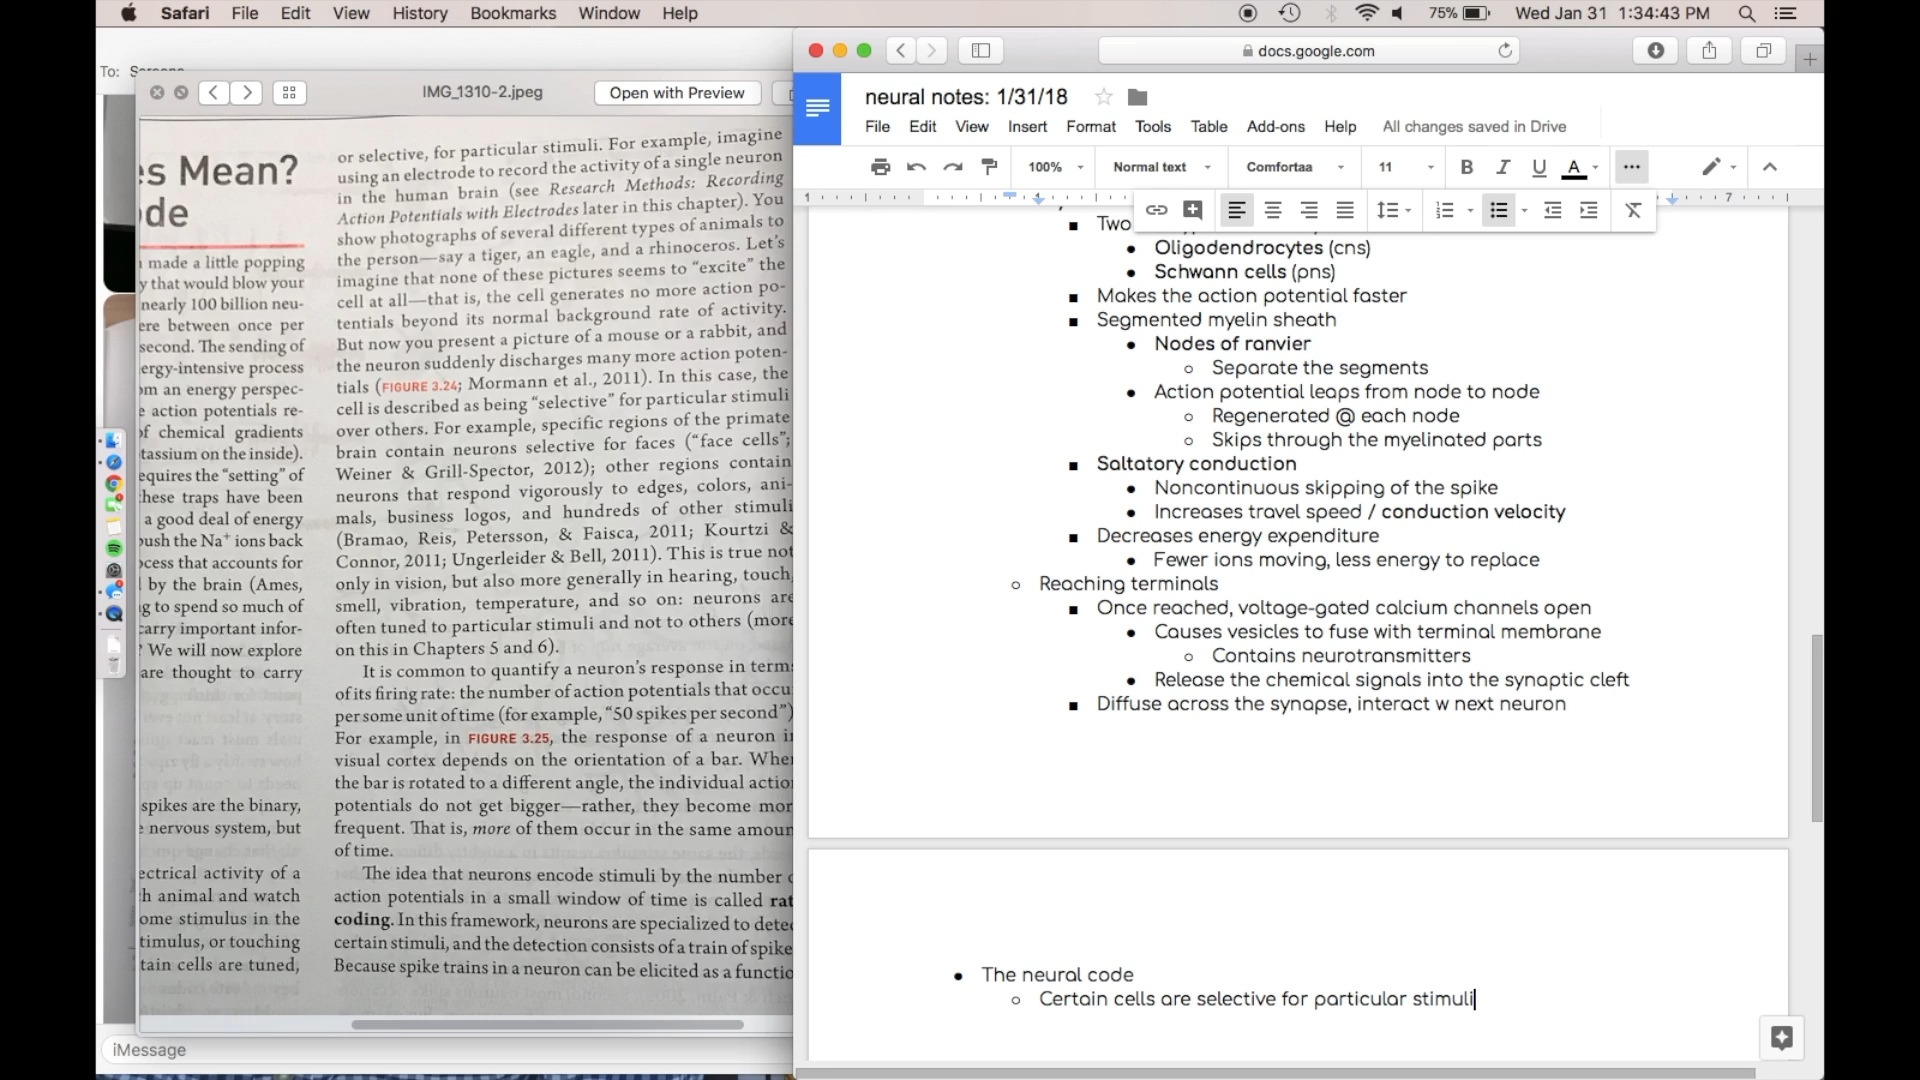 Safari File Edit View History Bookmarks Window Help 75% Wed Jan 31 1:34:43 PM
To:
IMG_1310-2.jpeg Open with Preview
es Mean?
de
made a little popping
y that would blow your
nearly 100 billion neu-
ere between once per
second. The sending of
ergy-intensive process
om an energy perspec-
e action potentials re-
of chemical gradients
tassium on the inside).
equires the "setting" of
hese traps have been
a good deal of energy
push the Na+ ions back
ocess that accounts for
l by the brain (Ames,
g to spend so much of
carry important infor-
? We will now explore
are thought to carry
spikes are the binary,
e nervous system, but
ectrical activity of a
h animal and watch
ome stimulus in the
timulus, or touching
tain cells are tuned,
or selective, for particular stimuli. For example, imagine
using an electrode to record the activity of a single neuron
in the human brain (see Research Methods: Recording
Action Potentials with Electrodes later in this chapter). You
show photographs of several different types of animals to
the person—say a tiger, an eagle, and a rhinoceros. Let's
imagine that none of these pictures seems to "excite" the
cell at all—that is, the cell generates no more action po-
tentials beyond its normal background rate of activity.
But now you present a picture of a mouse or a rabbit, and
the neuron suddenly discharges many more action poten-
tials (FIGURE 3.24; Mormann et al., 2011). In this case, the
cell is described as being "selective" for particular stimuli
over others. For example, specific regions of the primate
brain contain neurons selective for faces ("face cells";
Weiner & Grill-Spector, 2012); other regions contain
neurons that respond vigorously to edges, colors, ani-
mals, business logos, and hundreds of other stimuli
(Bramao, Reis, Petersson, & Faisca, 2011; Kourtzi &
Connor, 2011; Ungerleider & Bell, 2011). This is true not
only in vision, but also more generally in hearing, touch,
smell, vibration, temperature, and so on: neurons are
often tuned to particular stimuli and not to others (more
on this in Chapters 5 and 6).
It is common to quantify a neuron's response in term
of its firing rate: the number of action potentials that occu
per some unit of time (for example, "50 spikes per second")
For example, in FIGURE 3.25, the response of a neuron i
visual cortex depends on the orientation of a bar. Whe
the bar is rotated to a different angle, the individual actio
potentials do not get bigger—rather, they become mor
frequent. That is, more of them occur in the same amoun
of time.
The idea that neurons encode stimuli by the number o
action potentials in a small window of time is called rat
coding. In this framework, neurons are specialized to dete
certain stimuli, and the detection consists of a train of spike
Because spike trains in a neuron can be elicited as a functio
iMessage
docs.google.com
neural notes: 1/31/18
File Edit View Insert Format Tools Table Add-ons Help All changes saved in Drive
100% Normal text Comfortaa 11 B I U A
1 1 7
Two
Oligodendrocytes (cns)
Schwann cells (pns)
Makes the action potential faster
Segmented myelin sheath
Nodes of ranvier
Separate the segments
Action potential leaps from node to node
Regenerated @ each node
Skips through the myelinated parts
Saltatory conduction
Noncontinuous skipping of the spike
Increases travel speed / conduction velocity
Decreases energy expenditure
Fewer ions moving, less energy to replace
Reaching terminals
Once reached, voltage-gated calcium channels open
Causes vesicles to fuse with terminal membrane
Contains neurotransmitters
Release the chemical signals into the synaptic cleft
Diffuse across the synapse, interact w next neuron
The neural code
Certain cells are selective for particular stimuli